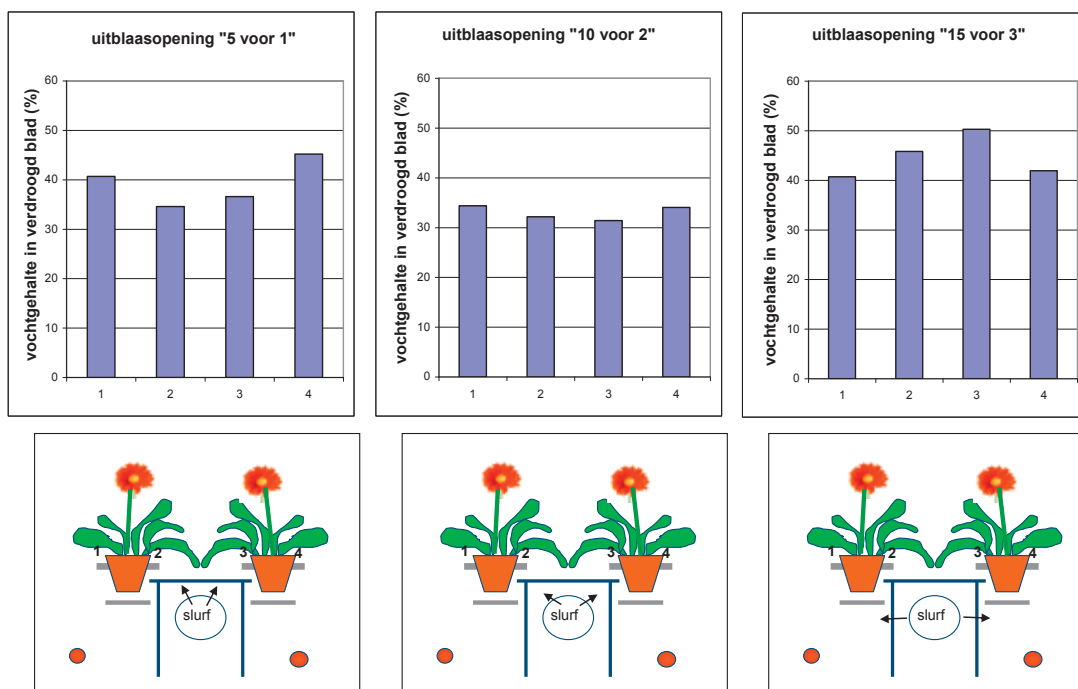 uitblaasopening "5 voor 1"
vochtgehalte in verdroogd blad (%)
60
50
40
30
20
10
0
1 2 3 4
uitblaasopening "10 voor 2"
vochtgehalte in verdroogd blad (%)
60
50
40
30
20
10
0
1 2 3 4
uitblaasopening "15 voor 3"
vochtgehalte in verdroogd blad (%)
60
50
40
30
20
10
0
1 2 3 4
1 2 3 4
slurf
1 2 3 4
slurf
1 2 3 4
slurf